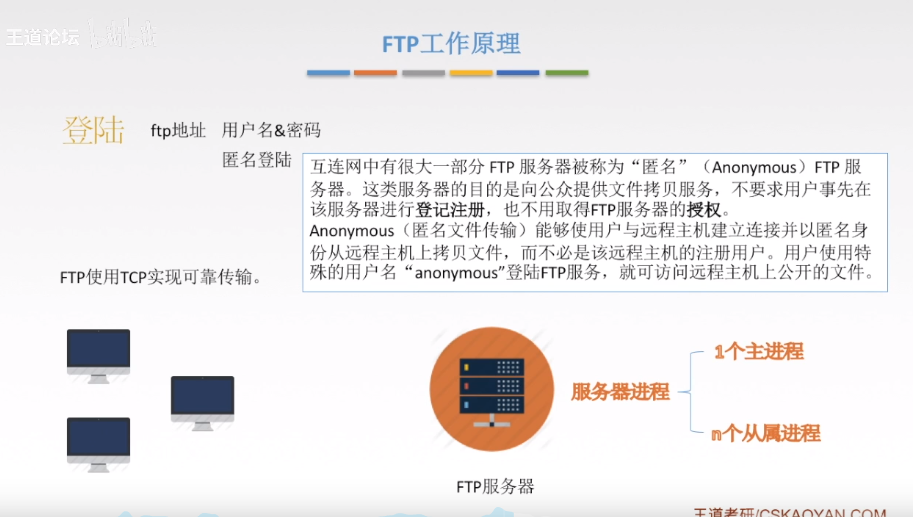 王道论坛
FTP工作原理
登陆 ftp地址 用户名&密码
匿名登陆
互连网中有很大一部分 FTP 服务器被称为“匿名”（Anonymous）FTP 服
务器。这类服务器的目的是向公众提供文件拷贝服务，不要求用户事先在
该服务器进行登记注册，也不用取得FTP服务器的授权。
Anonymous（匿名文件传输）能够使用户与远程主机建立连接并以匿名身
份从远程主机上拷贝文件，而不必是该远程主机的注册用户。用户使用特
殊的用户名“anonymous”登陆FTP服务，就可访问远程主机上公开的文件。
FTP使用TCP实现可靠传输。
1个主进程
服务器进程
n个从属进程
FTP服务器
王道考研/CSKAOYAN.COM